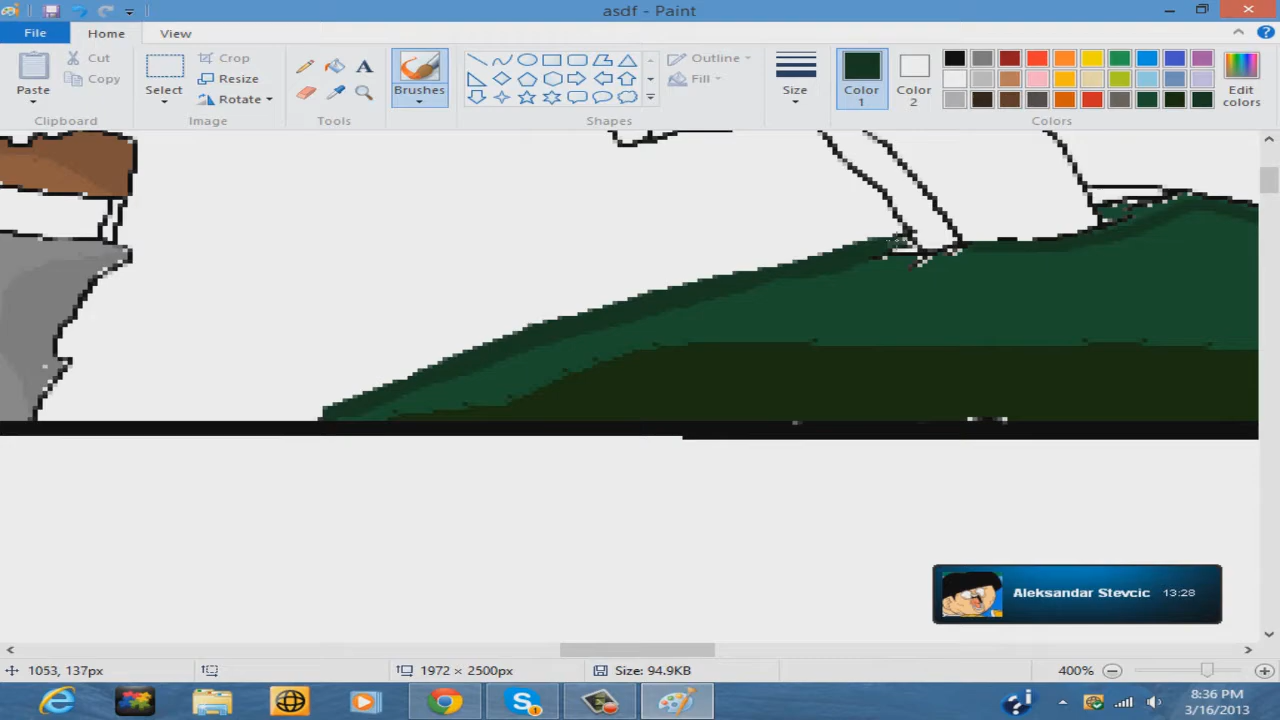 asdf - Paint
File Home View
Paste
Cut
Copy
Clipboard
Select
Crop
Resize
Rotate
Image
A
Tools
Brushes
Shapes
Outline
Fill
Size
Color 1
Color 2
Edit colors
Colors
Aleksandar Stevcic 13:28
1053, 137px
1972 × 2500px
Size: 94.9KB
400%
8:36 PM
3/16/2013